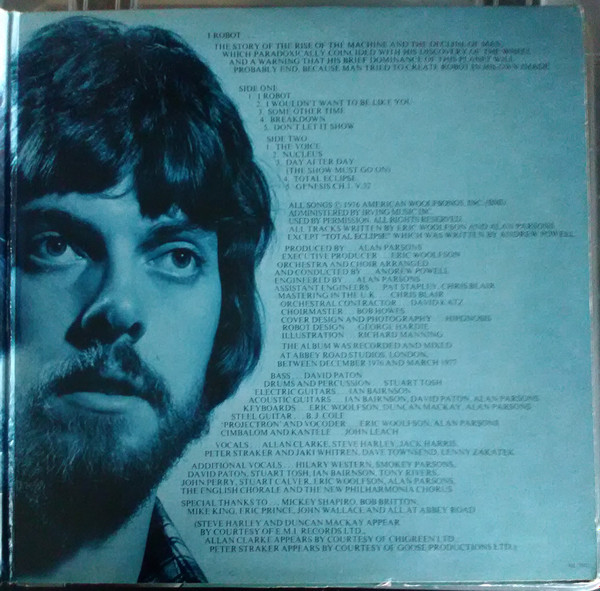 I ROBOT...
THE STORY OF THE RISE OF THE MACHINE AND THE DECLINE OF MAN.
WHICH PARADOXICALLY COINCIDED WITH HIS DISCOVERY OF THE WHEEL
AND A WARNING THAT HIS BRIEF DOMINANCE OF THIS PLANET WILL
PROBABLY END, BECAUSE MAN TRIED TO CREATE ROBOT IN HIS OWN IMAGE.
SIDE ONE
1. I ROBOT
2. I WOULDN'T WANT TO BE LIKE YOU
3. SOME OTHER TIME
4. BREAKDOWN
5. DON'T LET IT SHOW
SIDE TWO
1. THE VOICE
2. NUCLEUS
3. DAY AFTER DAY
(THE SHOW MUST GO ON)
4. TOTAL ECLIPSE
5. GENESIS CH.I. V.32
ALL SONGS © 1976 AMERICAN WOOLFSONGS, INC. (BMI)
ADMINISTERED BY IRVING MUSIC INC.
USED BY PERMISSION. ALL RIGHTS RESERVED
ALL TRACKS WRITTEN BY ERIC WOOLFSON AND ALAN PARSONS
EXCEPT "TOTAL ECLIPSE" WHICH WAS WRITTEN BY ANDREW POWELL.
PRODUCED BY... ALAN PARSONS
EXECUTIVE PRODUCER... ERIC WOOLFSON
ORCHESTRA AND CHOIR ARRANGED
AND CONDUCTED BY... ANDREW POWELL
ENGINEERED BY... ALAN PARSONS
ASSISTANT ENGINEERS... PAT STAPLEY, CHRIS BLAIR
MASTERING IN THE U.K... CHRIS BLAIR
ORCHESTRAL CONTRACTOR... DAVID KATZ
CHOIRMASTER... BOB HOWES
COVER DESIGN AND PHOTOGRAPHY... HIPGNOSIS
ROBOT DESIGN... GEORGE HARDIE
ILLUSTRATION... RICHARD MANNING
THE ALBUM WAS RECORDED AND MIXED
AT ABBEY ROAD STUDIOS, LONDON,
BETWEEN DECEMBER 1976 AND MARCH 1977
BASS... DAVID PATON
DRUMS AND PERCUSSION... STUART TOSH
ELECTRIC GUITARS... IAN BAIRNSON
ACOUSTIC GUITARS... IAN BAIRNSON, DAVID PATON, ALAN PARSONS
KEYBOARDS... ERIC WOOLFSON, DUNCAN MACKAY, ALAN PARSONS
STEEL GUITAR... B.J. COLE
'PROJECTRON' AND VOCODER... ERIC WOOLFSON, ALAN PARSONS
CIMBALOM AND KANTELE... JOHN LEACH
VOCALS... ALLAN CLARKE, STEVE HARLEY, JACK HARRIS,
PETER STRAKER AND JAKI WHITREN, DAVE TOWNSEND, LENNY ZAKATEK
ADDITIONAL VOCALS... HILARY WESTERN, SMOKEY PARSONS,
DAVID PATON, STUART TOSH, IAN BAIRNSON, TONY RIVERS,
JOHN PERRY, STUART CALVER, ERIC WOOLFSON, ALAN PARSONS,
THE ENGLISH CHORALE AND THE NEW PHILHARMONIA CHORUS
SPECIAL THANKS TO... MICKEY SHAPIRO, BOB BRITTON,
MIKE KING, ERIC PRINCE, JOHN WALLACE AND ALL AT ABBEY ROAD
(STEVE HARLEY AND DUNCAN MACKAY APPEAR
BY COURTESY OF E.M.I. RECORDS LTD.,
ALLAN CLARKE APPEARS BY COURTESY OF CHIGREEN LTD.,
PETER STRAKER APPEARS BY COURTESY OF GOOSE PRODUCTIONS LTD.)